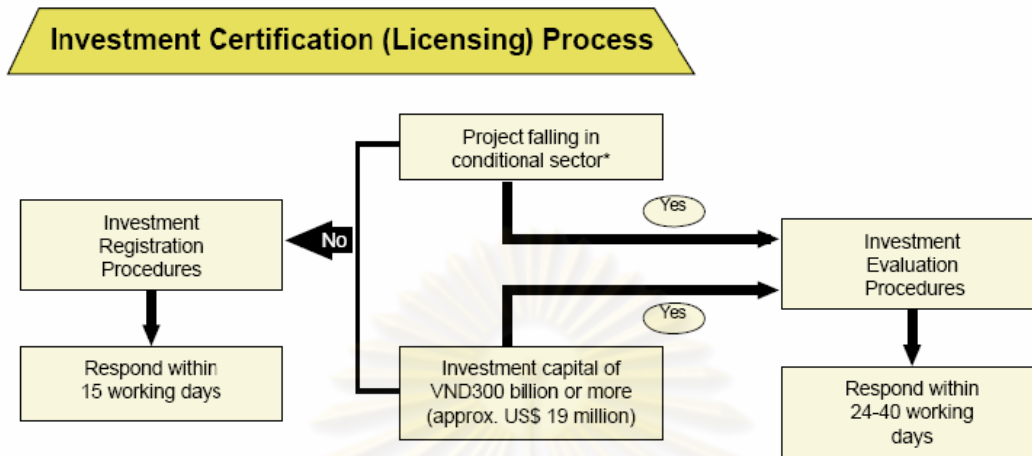 Investment Certification (Licensing) Process
Project falling in
conditional sector*
Yes
Investment
Registration
Procedures
No
Investment
Evaluation
Procedures
Yes
Respond within
15 working days
Investment capital of
VND300 billion or more
(approx. US$ 19 million)
Respond within
24-40 working
days